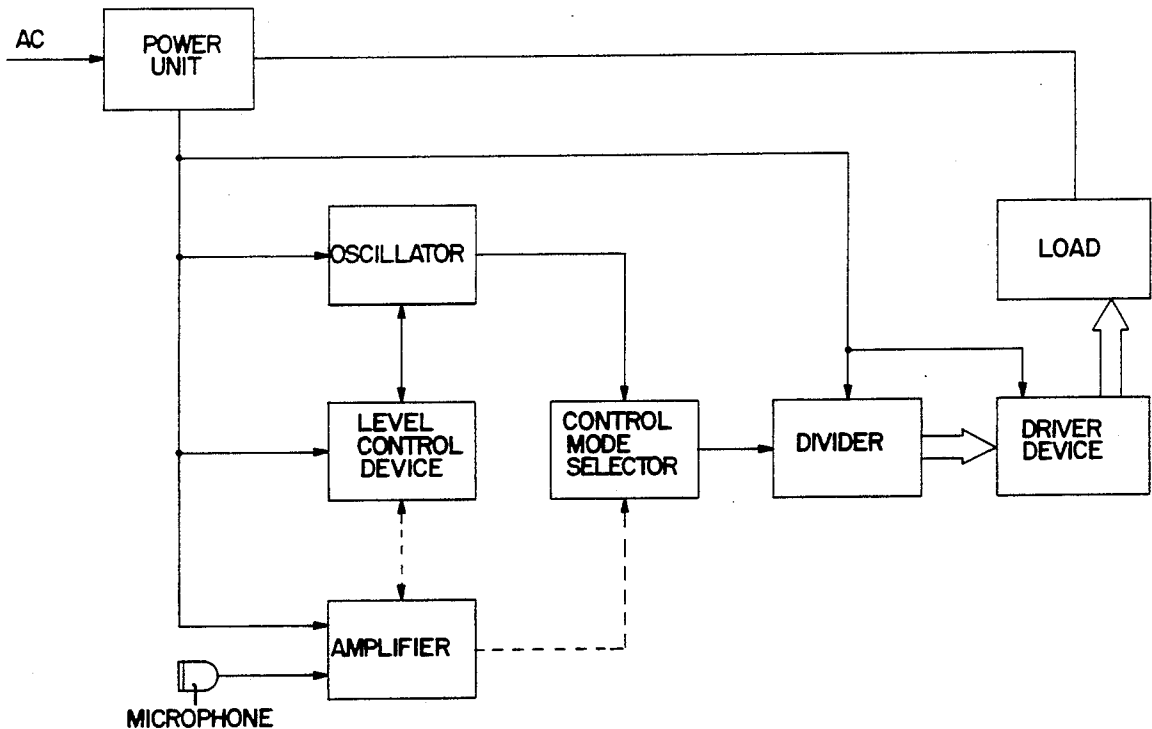 AC
POWER
UNIT
OSCILLATOR
LOAD
LEVEL
CONTROL
DEVICE
CONTROL
MODE
SELECTOR
DIVIDER
DRIVER
DEVICE
AMPLIFIER
MICROPHONE